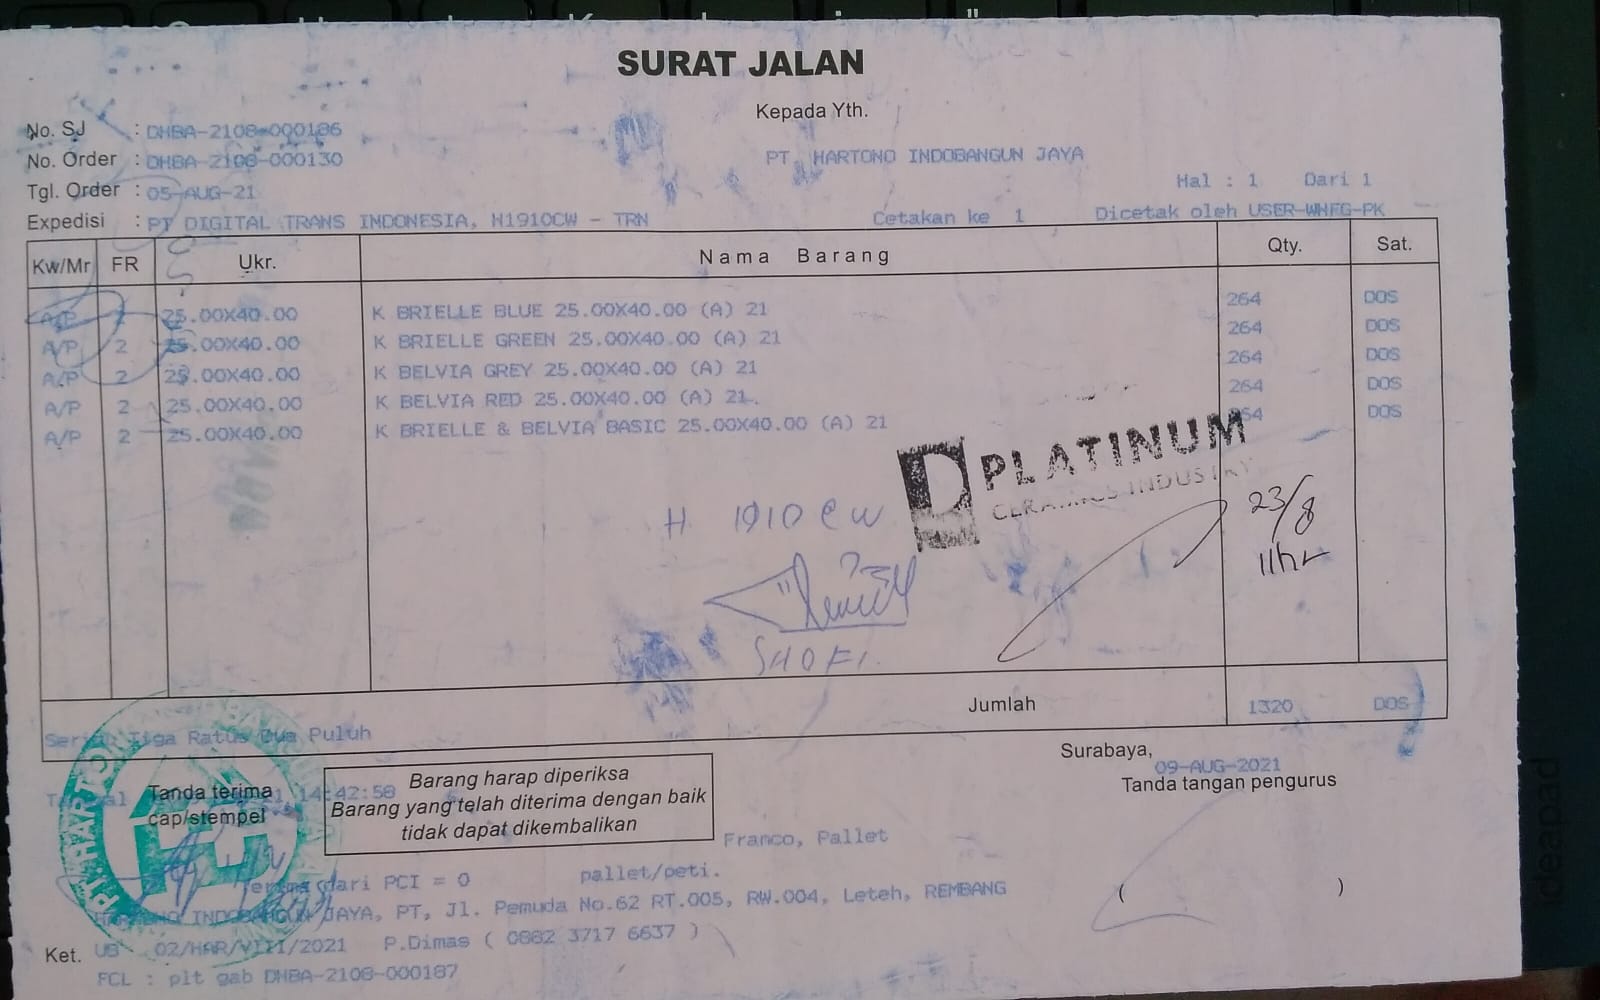 SURAT JALAN
Kepada Yth.
No. SJ : DHBA-2108-000186
No. Order : DHBA-2108-000130
PT. HARTONO INDOBANGUN JAYA
Tgl. Order : 05-AUG-21
Hal : 1 Dari 1
Expedisi : PT DIGITAL TRANS INDONESIA, H1910CW - TRN
Cetakan ke 1 Dicetak oleh USER-WHFG-PK
Kw/Mr FR Ukr. Nama Barang Qty. Sat.
A/P 25.00X40.00 K BRIELLE BLUE 25.00X40.00 (A) 21 264 DOS
A/P 2 25.00X40.00 K BRIELLE GREEN 25.00X40.00 (A) 21 264 DOS
A/P 2 25.00X40.00 K BELVIA GREY 25.00X40.00 (A) 21 264 DOS
A/P 2 25.00X40.00 K BELVIA RED 25.00X40.00 (A) 21 264 DOS
A/P 2 25.00X40.00 K BRIELLE & BELVIA BASIC 25.00X40.00 (A) 21 264 DOS
PLATINUM
CERAMICS INDUSTRY
H 1910 CW
23/8
SHOFI.
Jumlah 1320 DOS
Seribu Tiga Ratus Dua Puluh
Surabaya,
09-AUG-2021
Tanda tangan pengurus
Tanda terima
cap/stempel
14:42:58
Barang harap diperiksa
Barang yang telah diterima dengan baik
tidak dapat dikembalikan
PT. HARTONO
Franco, Pallet
Terima dari PCI = 0 pallet/peti.
HARTONO INDOBANGUN JAYA, PT, Jl. Pemuda No.62 RT.005, RW.004, Leteh, REMBANG
( )
Ket. UB 02/HAR/VIII/2021 P.Dimas ( 0882 3717 6637 )
FCL : plt gab DHBA-2108-000187
ideapad